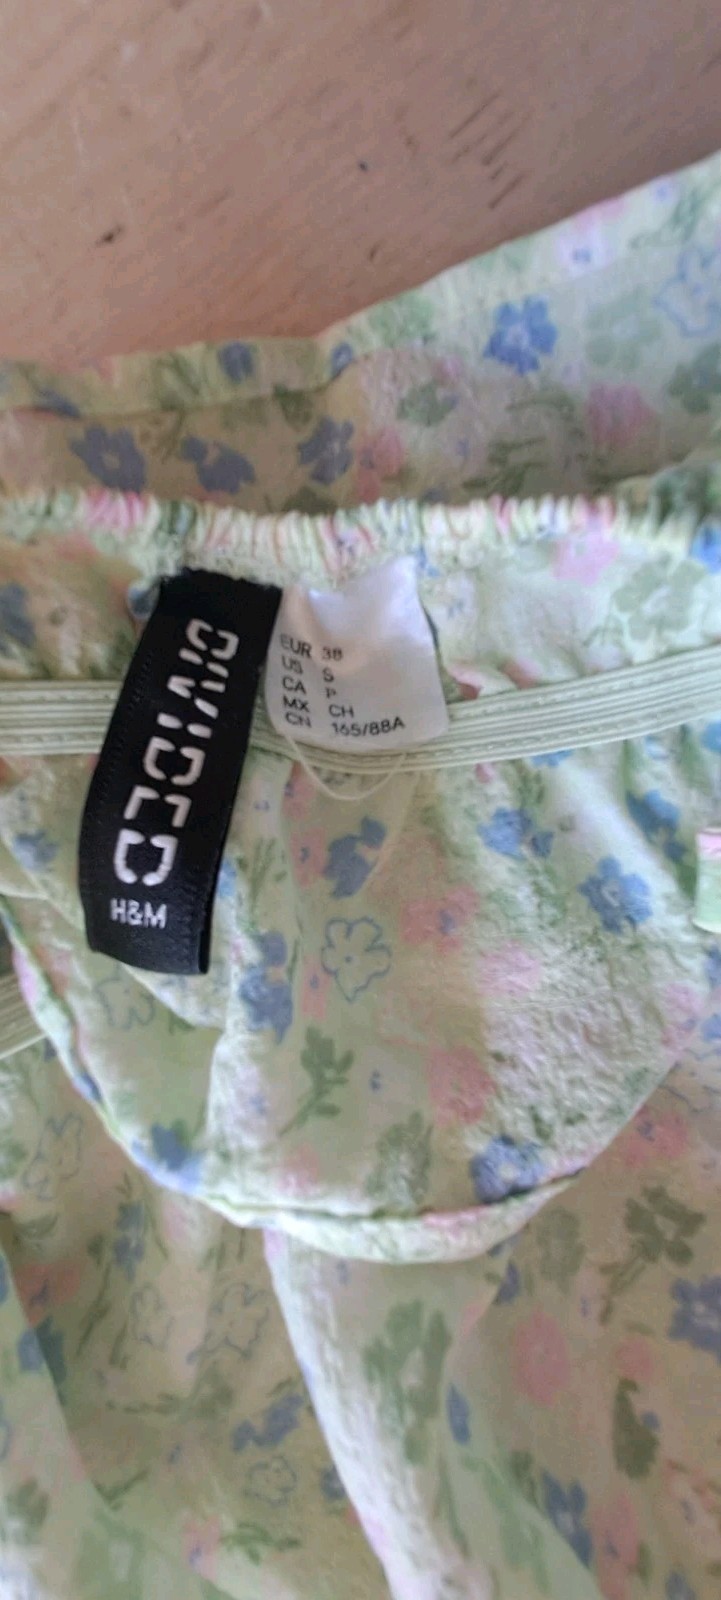 DIVIDED
H&M
EUR 38
US S
CA P
MX CH
CN 165/88A